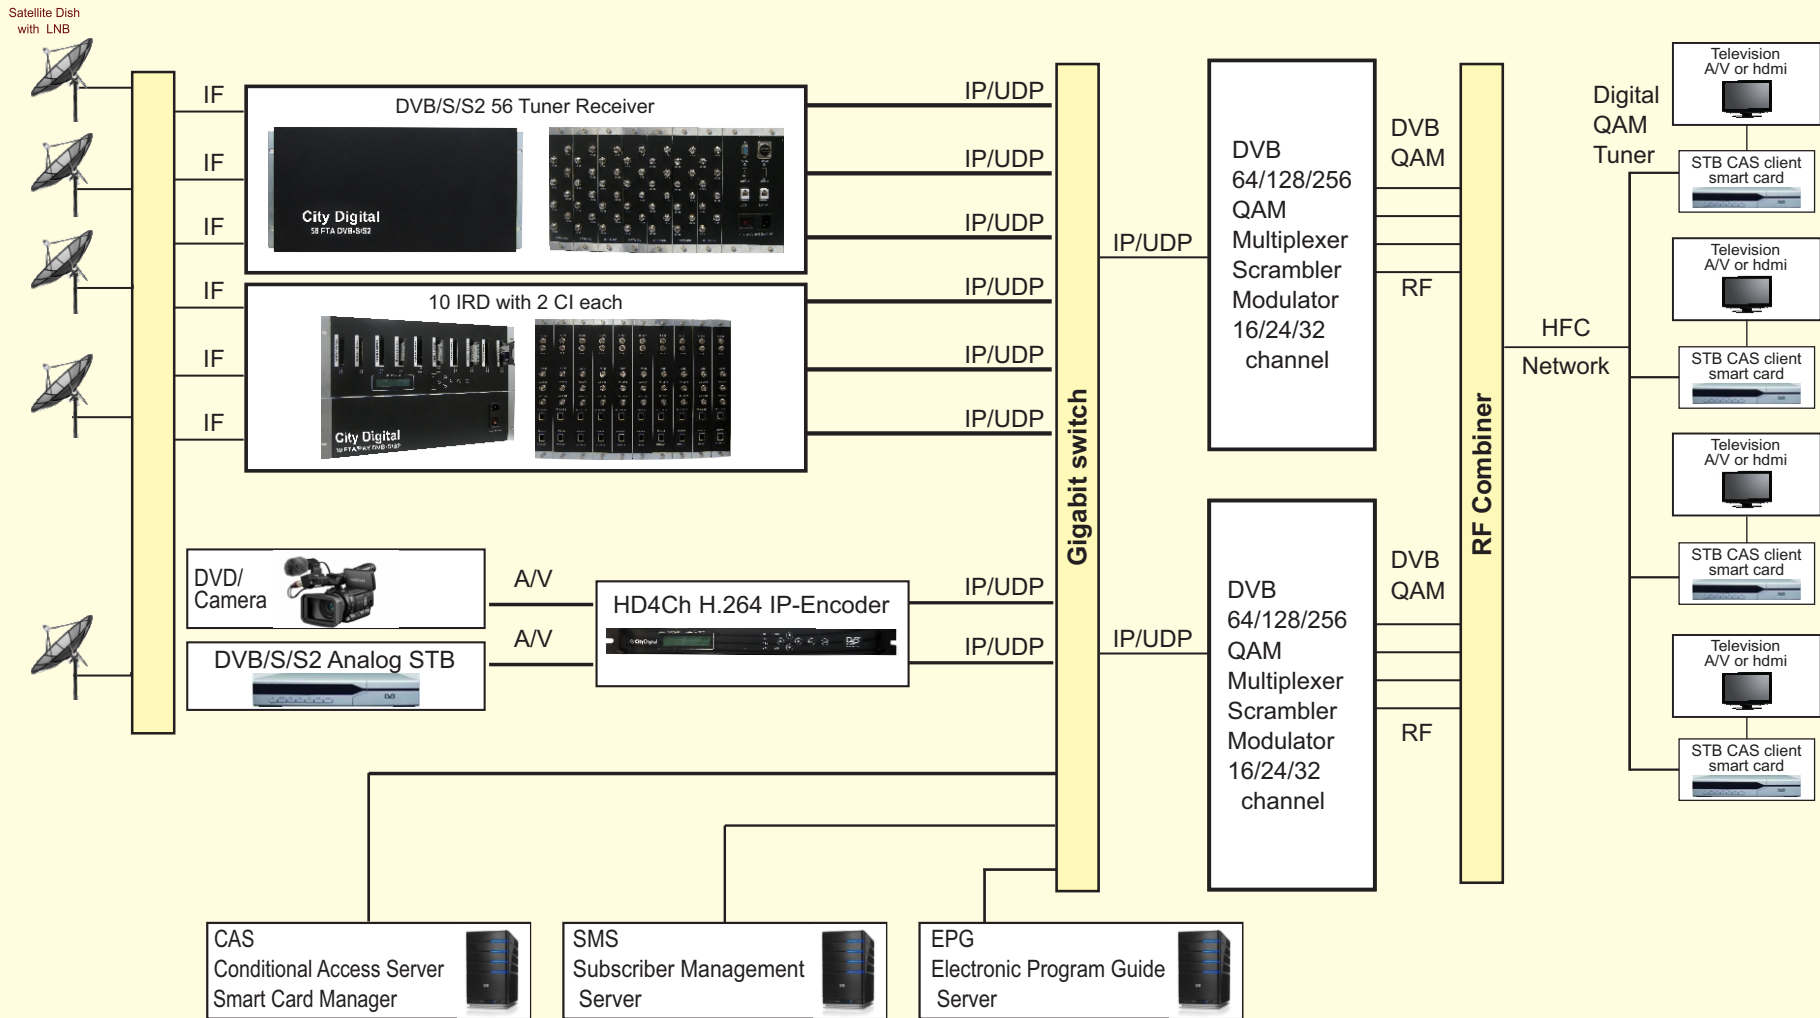 Satellite Dish
with LNB
IF
IF
IF
IF
IF
IF
DVB/S/S2 56 Tuner Receiver
City Digital
58 FTA DVB-S/S2
10 IRD with 2 CI each
City Digital
IP/UDP
IP/UDP
IP/UDP
IP/UDP
IP/UDP
IP/UDP
DVD/
Camera
A/V
DVB/S/S2 Analog STB
A/V
HD4Ch H.264 IP-Encoder
CityDigital
IP/UDP
IP/UDP
Gigabit switch
IP/UDP
DVB
64/128/256
QAM
Multiplexer
Scrambler
Modulator
16/24/32
channel
DVB
QAM
RF
IP/UDP
DVB
64/128/256
QAM
Multiplexer
Scrambler
Modulator
16/24/32
channel
DVB
QAM
RF
RF Combiner
HFC
Network
Digital
QAM
Tuner
Television
A/V or hdmi
STB CAS client
smart card
Television
A/V or hdmi
STB CAS client
smart card
Television
A/V or hdmi
STB CAS client
smart card
Television
A/V or hdmi
STB CAS client
smart card
CAS
Conditional Access Server
Smart Card Manager
SMS
Subscriber Management
Server
EPG
Electronic Program Guide
Server